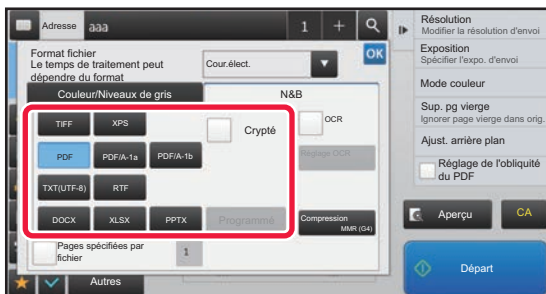 Adresse
aaa
1
+
Format fichier
Le temps de traitement peut
dépendre du format
Cour.élect.
OK
Couleur/Niveaux de gris
N&B
TIFF
XPS
Crypté
OCR
PDF
PDF/A-1a
PDF/A-1b
Réglage OCR
TXT(UTF-8)
RTF
DOCX
XLSX
PPTX
Programmé
Compression
MMR (G4)
Pages spécifiées par
fichier
1
Autres
Résolution
Modifier la résolution d'envoi
Exposition
Spécifier l'expo. d'envoi
Mode couleur
Sup. pg vierge
Ignorer page vierge dans orig.
Ajust. arrière plan
Réglage de l'obliquité
du PDF
Aperçu
CA
Départ